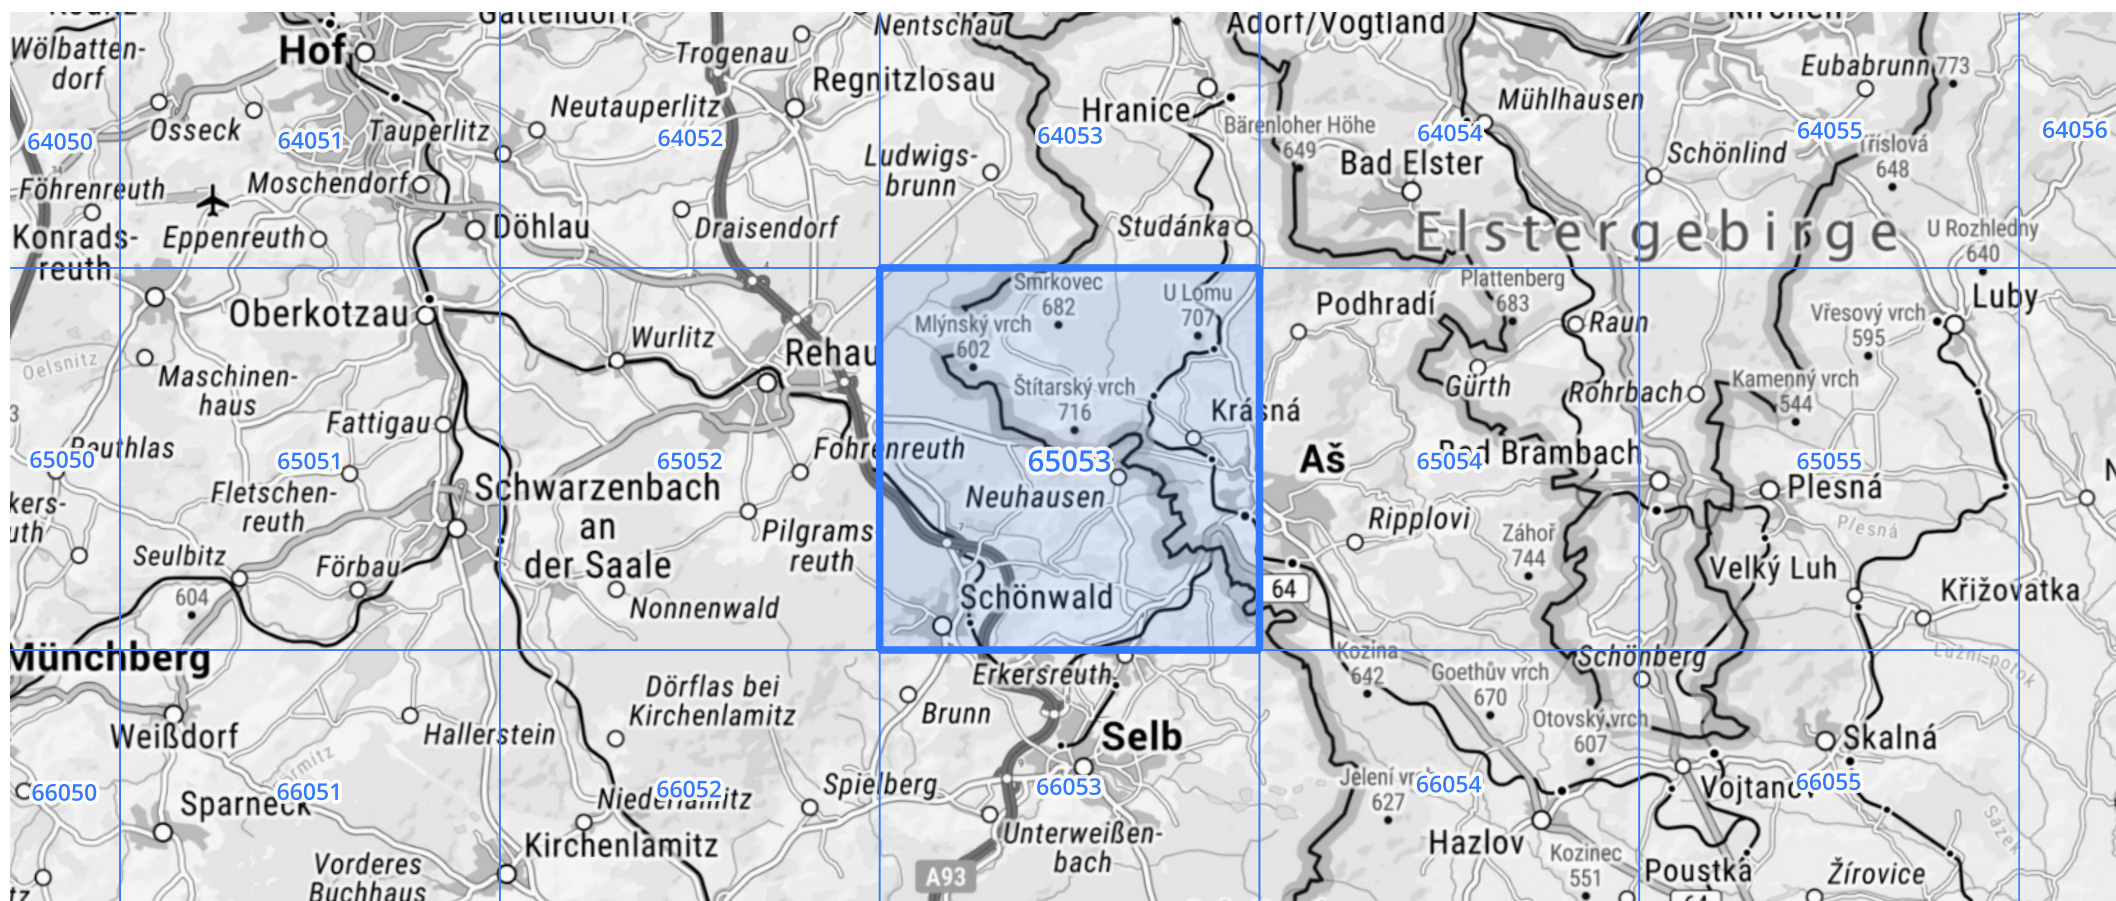 Gattendorf
Nentschau
Adorf/Vogtland
Wölbatten-
dorf
Hof
Trogenau
Regnitzlosau
Eubabrunn
773
Osseck
Neutauperlitz
Tauperlitz
Hranice
Mühlhausen
Bärenloher Höhe
649
64050
64051
64052
64053
64054
64055
64056
Ludwigs-
brunn
Bad Elster
Schönlind
Tříslová
648
Föhrenreuth
Moschendorf
Konrads-
reuth
Eppenreuth
Döhlau
Draisendorf
Studánka
Elstergebirge
U Rozhledny
640
Oberkotzau
Wurlitz
Rehau
Smrkovec
682
U Lomu
707
Mlýnský vrch
602
Podhradí
Plattenberg
683
Raun
Vřesový vrch
595
Luby
Oelsnitz
Maschinen-
haus
Štítarský vrch
716
Krásná
Gürth
Rohrbach
Kamenný vrch
544
Fattigau
Fohrenreuth
Bad Brambach
Aš
65050
65051
65052
65053
65054
65055
Fletschen-
reuth
Schwarzenbach
an
der Saale
Neuhausen
Plesná
Plesná
Pilgrams
reuth
Ripplovi
Záhoř
744
Seulbitz
604
Förbau
Nonnenwald
Schönwald
64
Velký Luh
Křižovatka
Münchberg
Erkersreuth
Kozina
642
Schönberg
Lužní potok
Weißdorf
Hallerstein
Dörflas bei
Kirchenlamitz
Brunn
Selb
Goethův vrch
670
Otovský vrch
607
Skalná
66050
66051
66052
66053
66054
66055
Sparneck
Niederlamitz
Spielberg
Jelení vrch
627
Vojtanov
Kirchenlamitz
Unterweißen-
bach
Hazlov
Sázek
Vorderes
Buchhaus
A93
Kozinec
551
Poustka
Žírovice